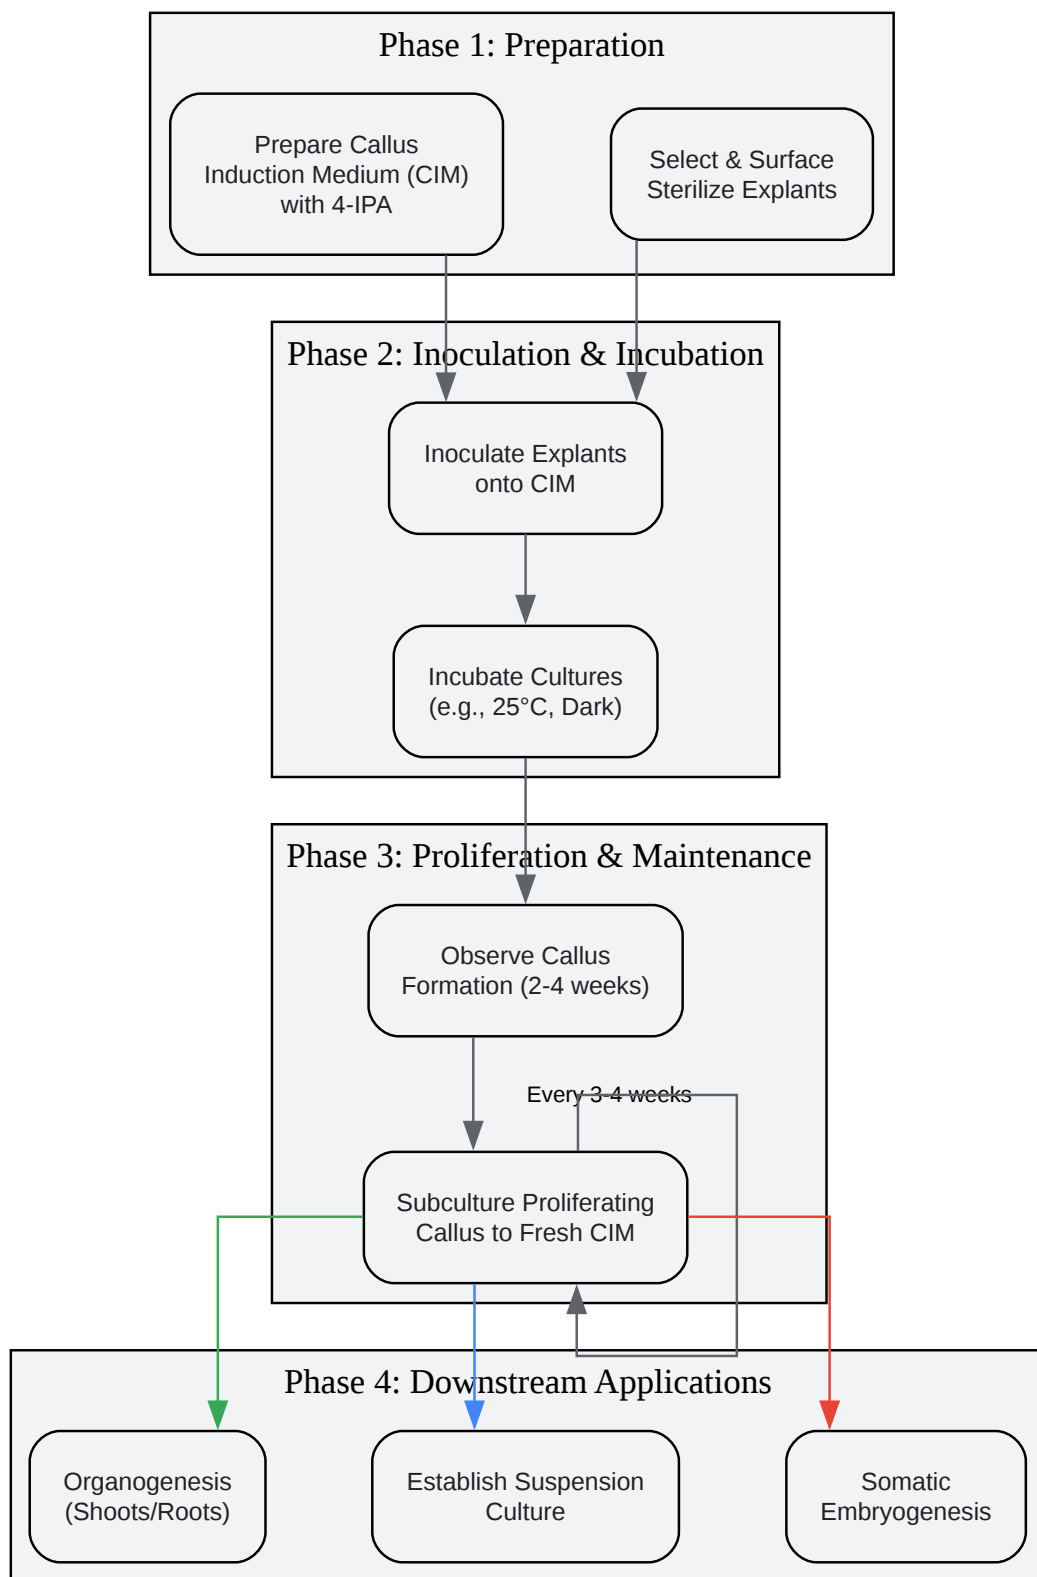 Phase 1: Preparation
Prepare Callus
Induction Medium (CIM)
with 4-IPA
Select & Surface
Sterilize Explants
Phase 2: Inoculation & Incubation
Inoculate Explants
onto CIM
Incubate Cultures
(e.g., 25°C, Dark)
Phase 3: Proliferation & Maintenance
Observe Callus
Formation (2-4 weeks)
Every 3-4 weeks
Subculture Proliferating
Callus to Fresh CIM
Phase 4: Downstream Applications
Organogenesis
(Shoots/Roots)
Establish Suspension
Culture
Somatic
Embryogenesis